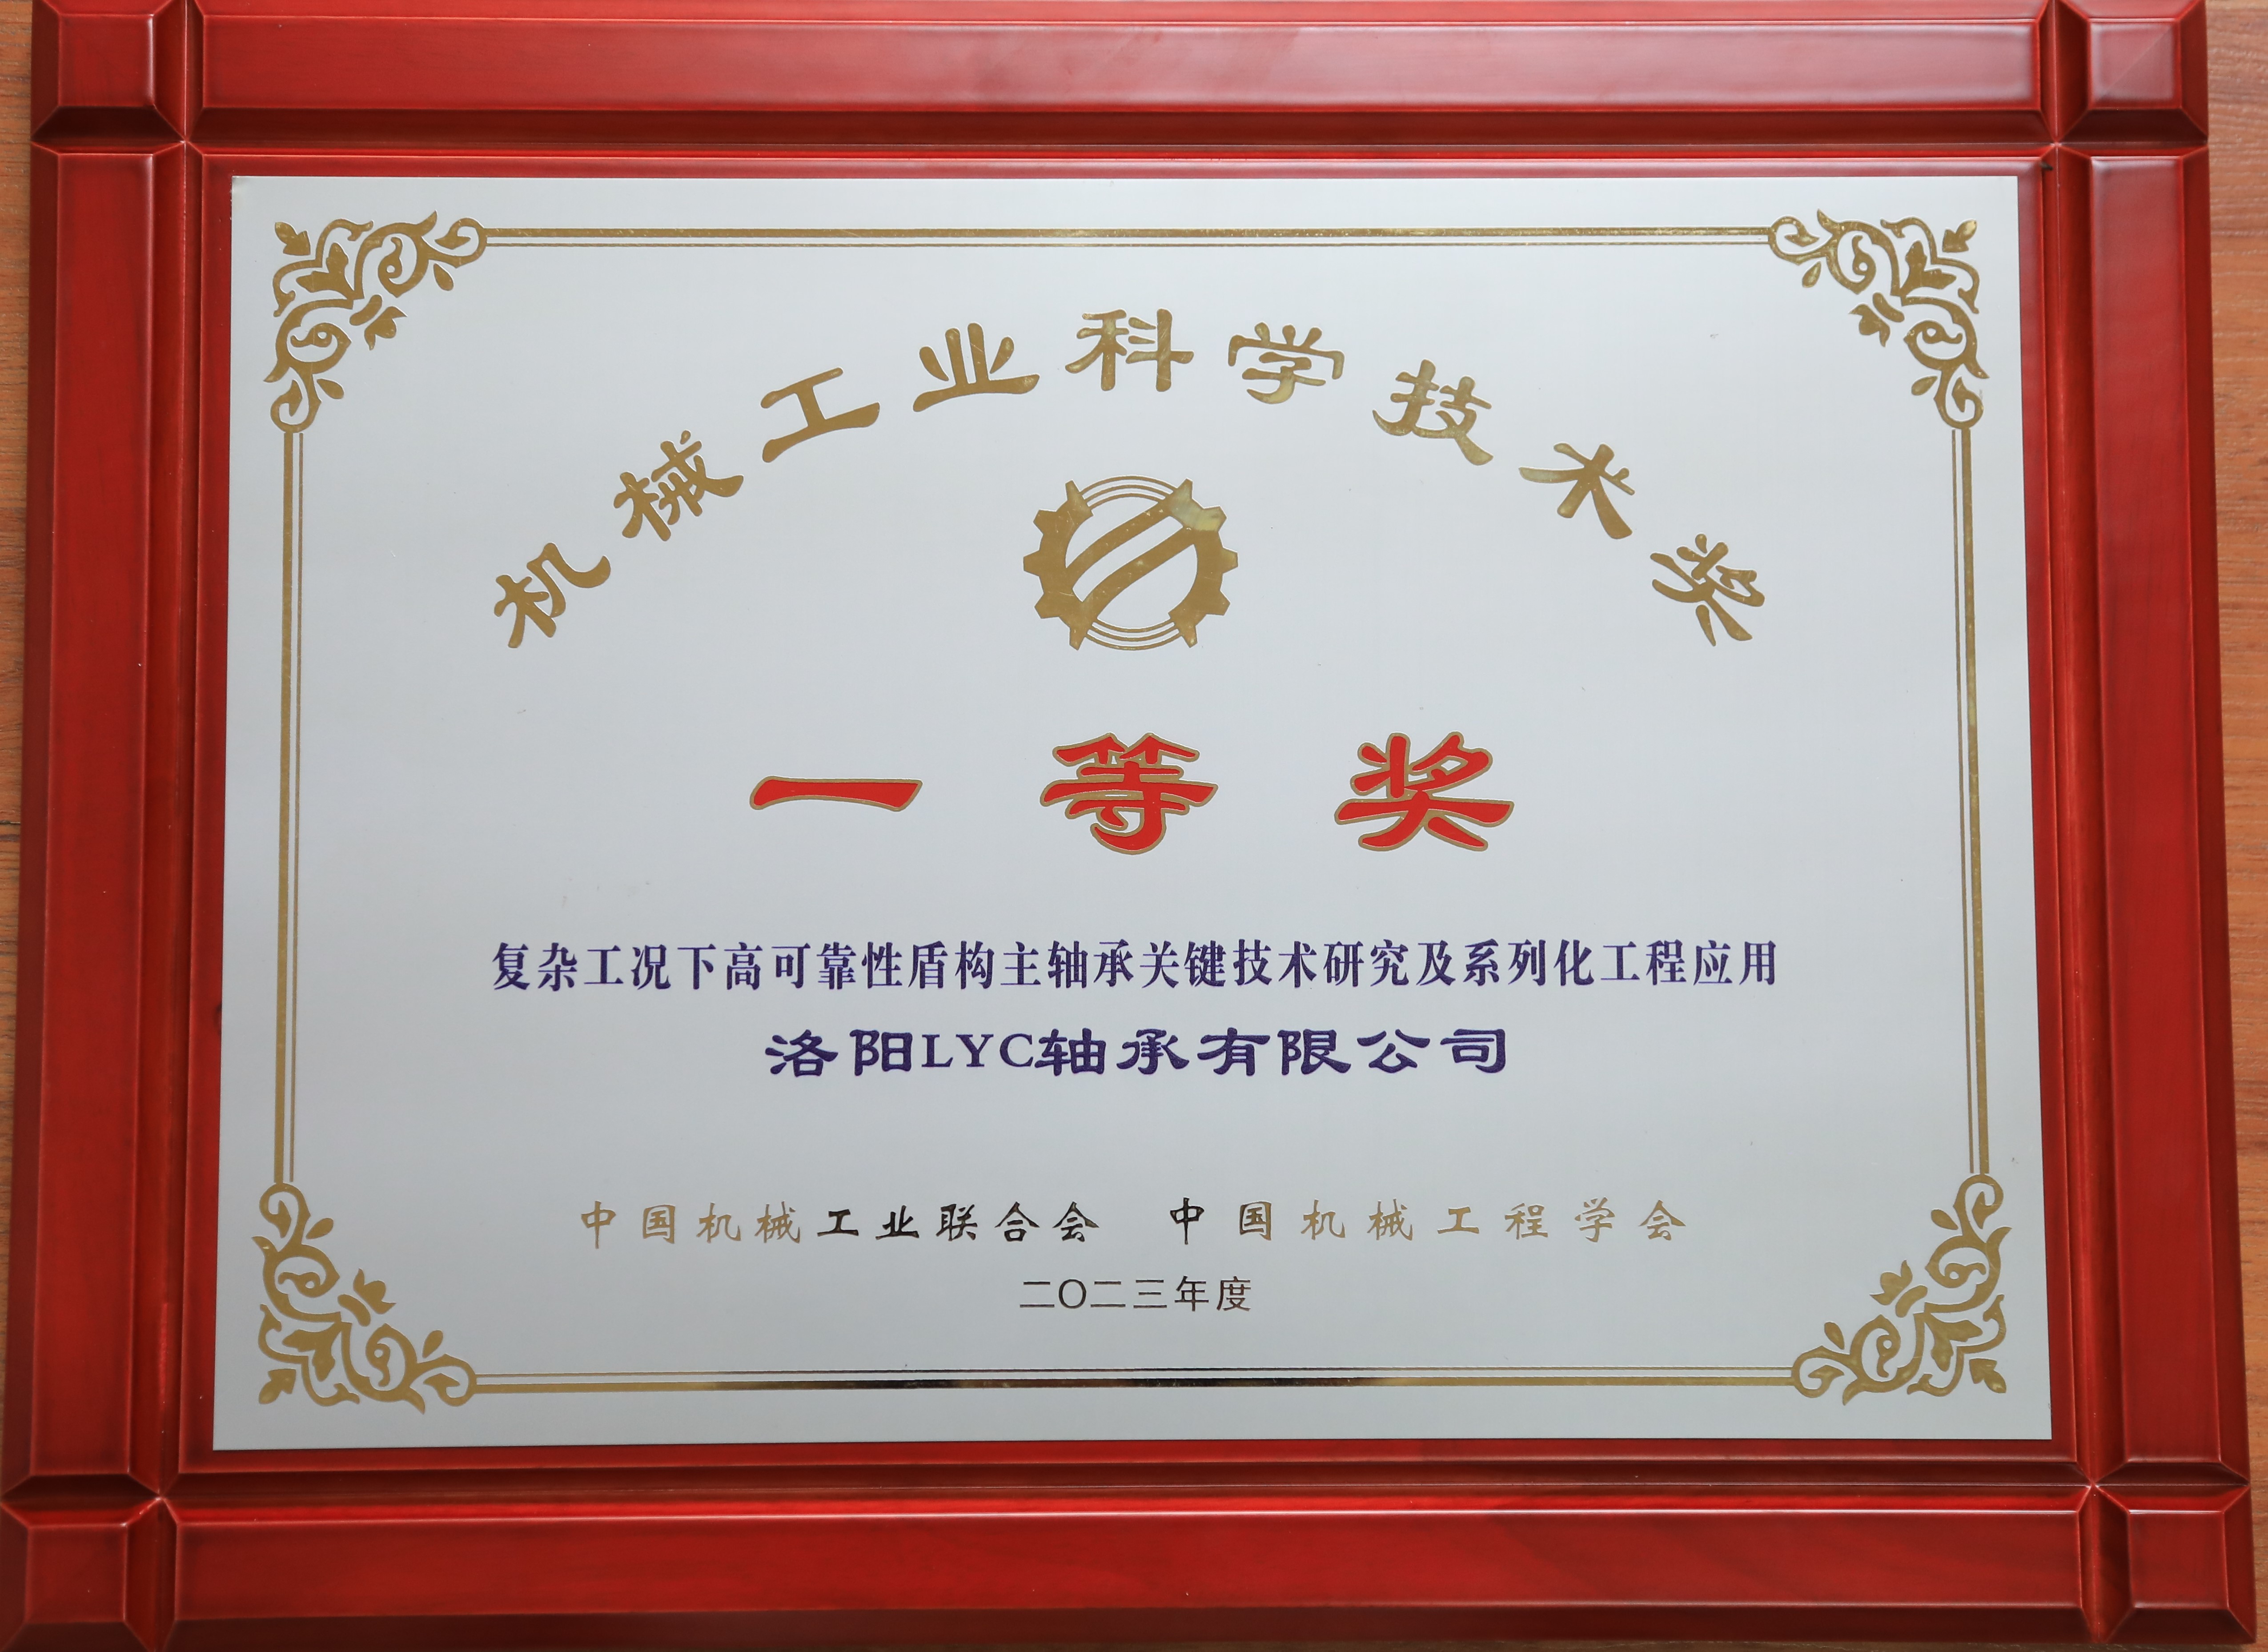 机械工业科学技术奖
一等奖
复杂工况下高可靠性盾构主轴承关键技术研究及系列化工程应用
洛阳LYC轴承有限公司
中国机械工业联合会 中国机械工程学会
二〇二三年度